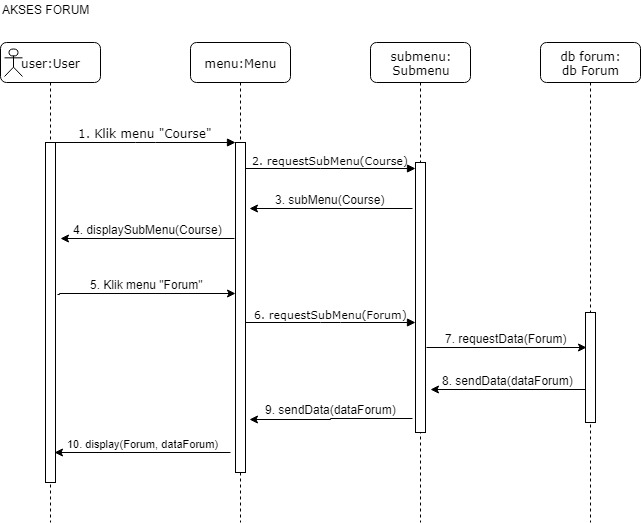 AKSES FORUM
user:User
menu:Menu
submenu:
Submenu
db forum:
db Forum
1. Klik menu "Course"
2. requestSubMenu(Course)
3. subMenu(Course)
4. displaySubMenu(Course)
5. Klik menu "Forum"
6. requestSubMenu(Forum)
7. requestData(Forum)
8. sendData(dataForum)
9. sendData(dataForum)
10. display(Forum, dataForum)